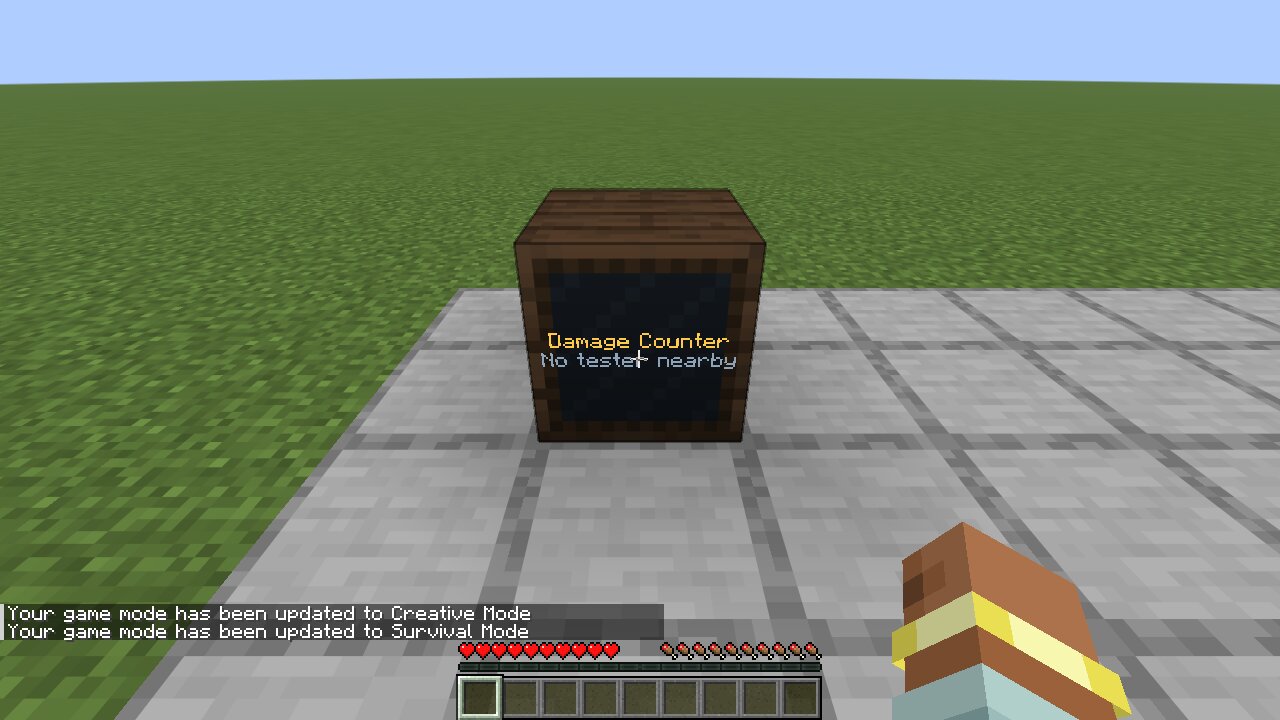 Damage Counter
No tester nearby
Your game mode has been updated to Creative Mode
Your game mode has been updated to Survival Mode